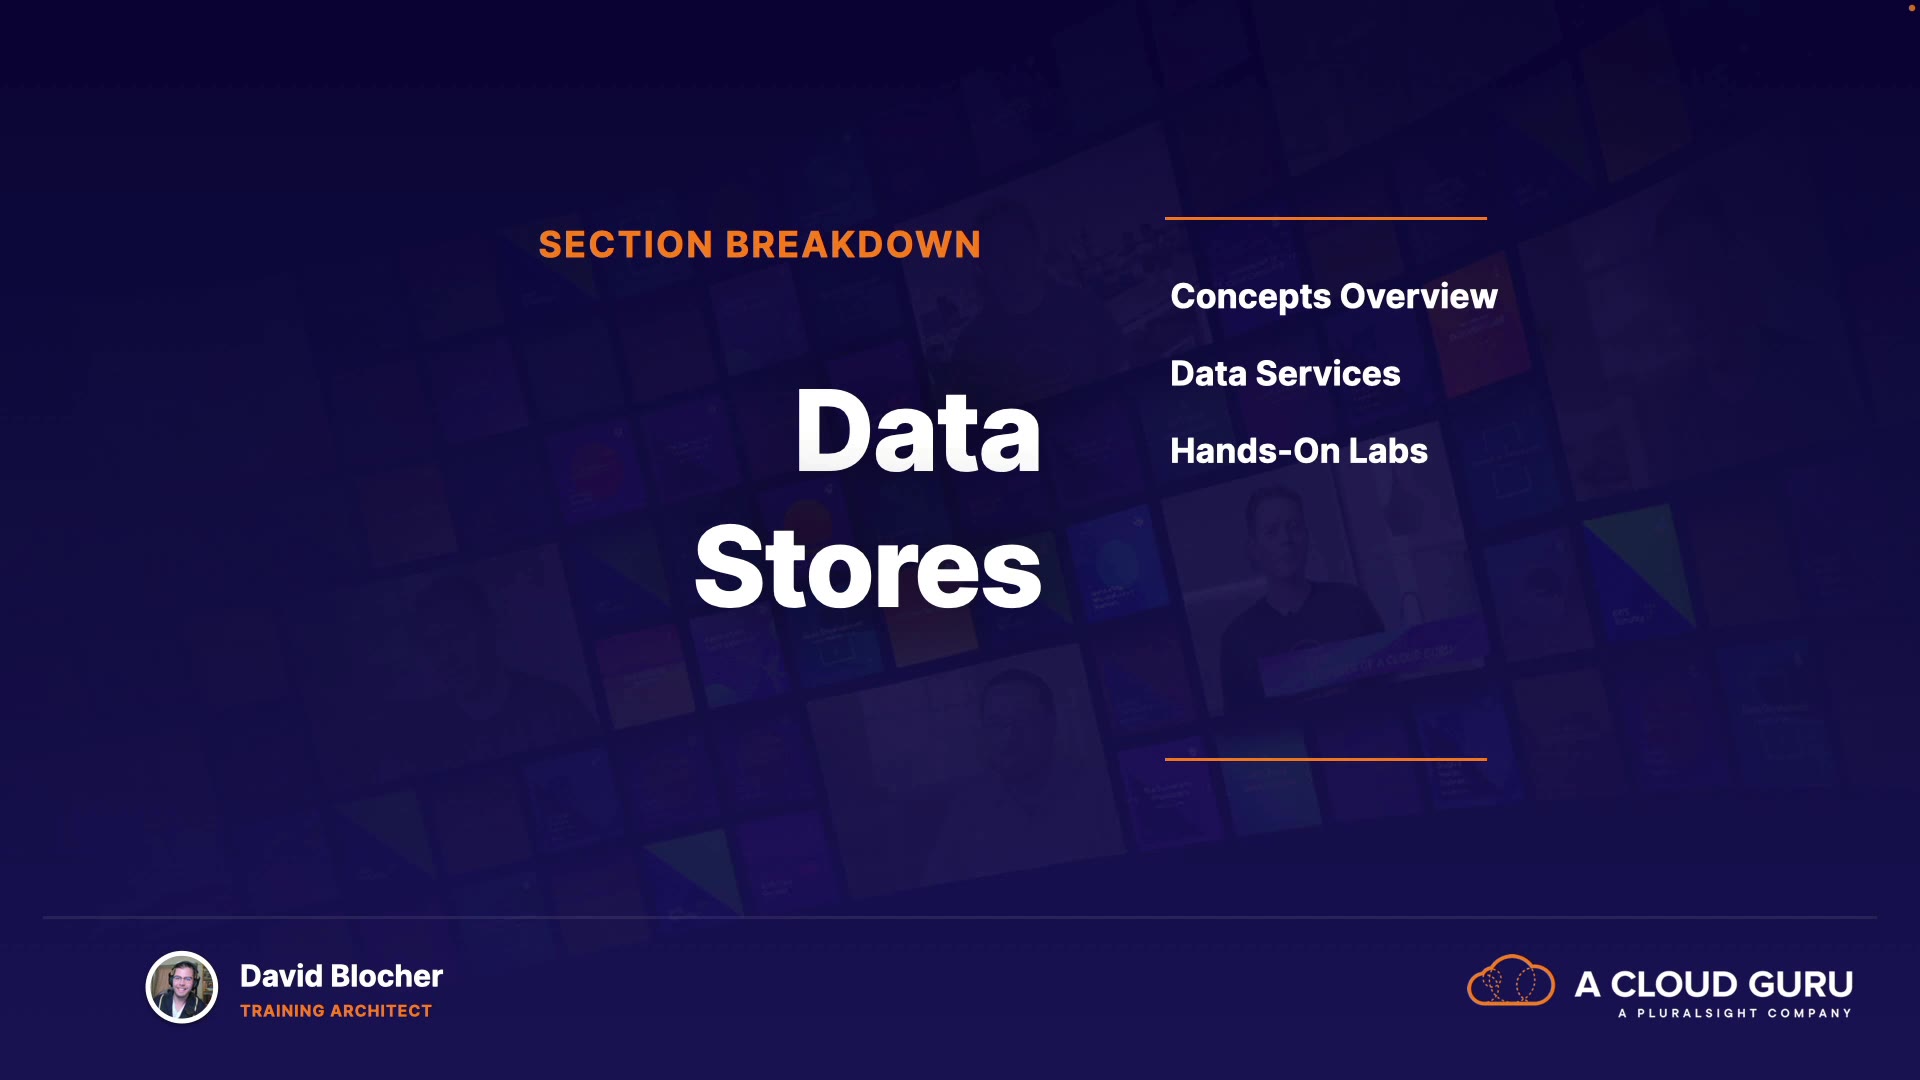 SECTION BREAKDOWN
Data
Stores
Concepts Overview
Data Services
Hands-On Labs
David Blocher
TRAINING ARCHITECT
A CLOUD GURU
A PLURALSIGHT COMPANY